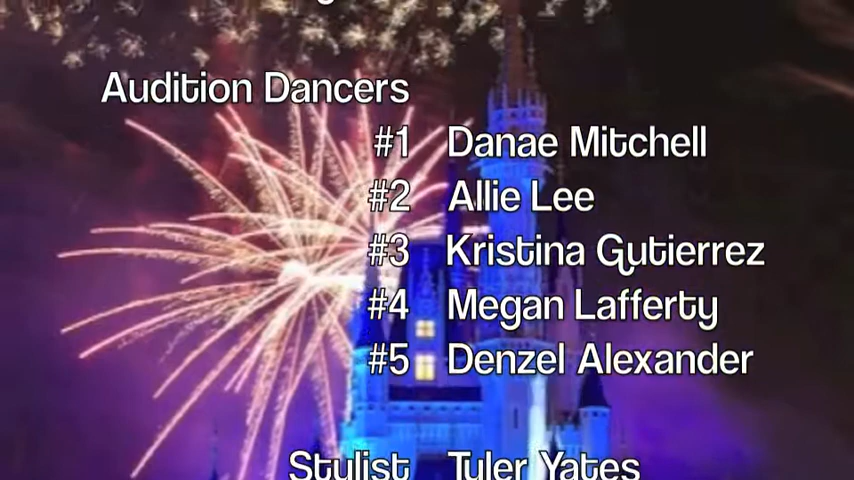 Audition Dancers
#1 Danae Mitchell
#2 Allie Lee
#3 Kristina Gutierrez
#4 Megan Lafferty
#5 Denzel Alexander
Stylist Tyler Yates